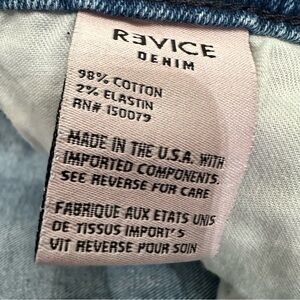 RƎVICE
DENIM
98% COTTON
2% ELASTIN
RN# 150079
MADE IN THE U.S.A. WITH
IMPORTED COMPONENTS.
SEE REVERSE FOR CARE
FABRIQUE AUX ETATS UNIS
DE TISSUS IMPORT'S
VIT REVERSE POUR SOIN